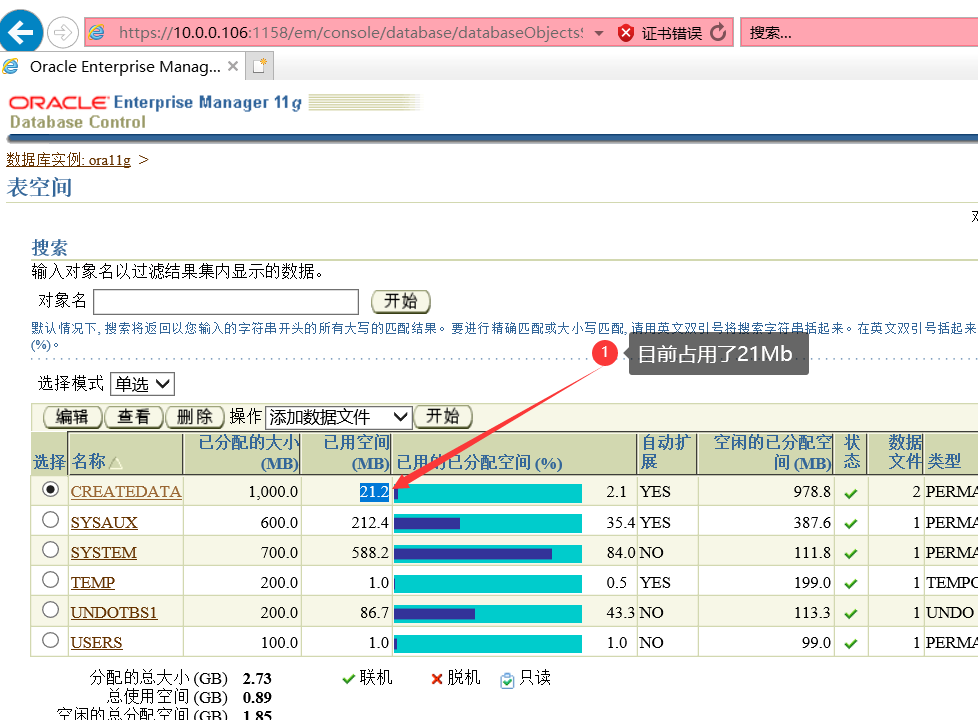 https://10.0.0.106:1158/em/console/database/databaseObjectsS 证书错误 搜索...
Oracle Enterprise Manag...
ORACLE Enterprise Manager 11g
Database Control
数据库实例: ora11g >
表空间
搜索
输入对象名以过滤结果集内显示的数据。
对象名 开始
默认情况下, 搜索将返回以您输入的字符串开头的所有大写的匹配结果。要进行精确匹配或大小写匹配, 请用英文双引号将搜索字符串括起来。在英文双引号括起来
(%)。
1 目前占用了21Mb
选择模式 单选
编辑 查看 删除 操作 添加数据文件 开始
选择 名称 已分配的大小 (MB) 已用空间 (MB) 已用的已分配空间 (%) 自动扩展 空闲的已分配空间 (MB) 状态 数据文件 类型
CREATEDATA 1,000.0 21.2 2.1 YES 978.8 2 PERMA
SYSAUX 600.0 212.4 35.4 YES 387.6 1 PERMA
SYSTEM 700.0 588.2 84.0 NO 111.8 1 PERMA
TEMP 200.0 1.0 0.5 YES 199.0 1 TEMPO
UNDOTBS1 200.0 86.7 43.3 NO 113.3 1 UNDO
USERS 100.0 1.0 1.0 NO 99.0 1 PERMA
分配的总大小 (GB) 2.73 联机 脱机 只读
总使用空间 (GB) 0.89
空闲的总分配空间 (GB) 1.85